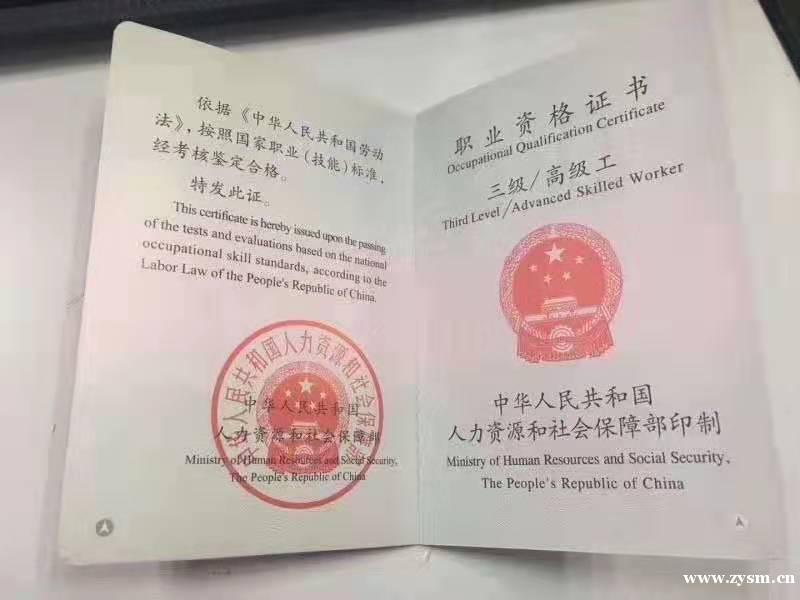 依据《中华人民共和国劳动
法》，按照国家职业（技能）标准，
经考核鉴定合格。
特发此证。
This certificate is hereby issued upon the passing
of the tests and evaluations based on the national
occupational skill standards, according to the
Labor Law of the People's Republic of China.
中华人民共和国人力资源和社会保障部
中华人民共和国
人力资源和社会保障部
Ministry of Human Resources and Social Security,
The People's Republic of China
职业资格证书
Occupational Qualification Certificate
三级/高级工
Third Level/Advanced Skilled Worker
中华人民共和国
人力资源和社会保障部印制
Ministry of Human Resources and Social Security,
The People's Republic of China
www.zysm.cn